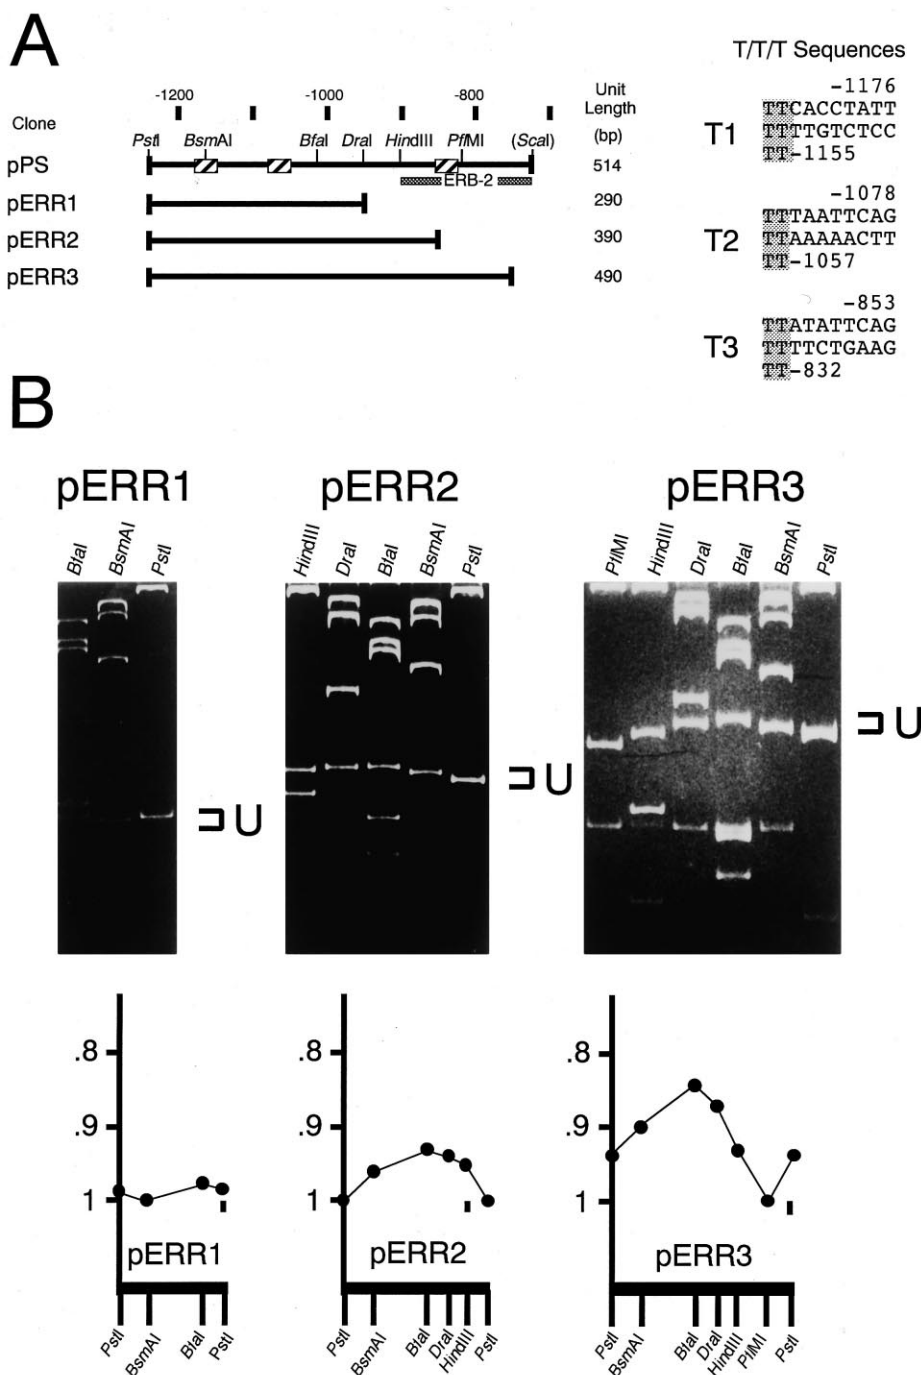 A
T/T/T Sequences
-1200 -1000 -800
Unit
Length
(bp)
Clone
PstI BsmAI BfaI DraI HindIII PflMI (ScaI)
pPS 514
ERB-2
pERR1 290
pERR2 390
pERR3 490
-1176
TTCACCTATT
T1 TTTTGTCTCC
TT-1155
-1078
TTTAATTCAG
T2 TTAAAAACTT
TT-1057
-853
TTATATTCAG
T3 TTTTCTGAAG
TT-832
B
pERR1 pERR2 pERR3
BfaI BsmAI PstI
HindIII DraI BfaI BsmAI PstI
PflMI HindIII DraI BfaI BsmAI PstI
U U U
.8 .8 .8
.9 .9 .9
1 1 1
pERR1 pERR2 pERR3
PstI BsmAI BfaI PstI
PstI BsmAI BfaI DraI HindIII PstI
PstI BsmAI BfaI DraI HindIII PflMI PstI